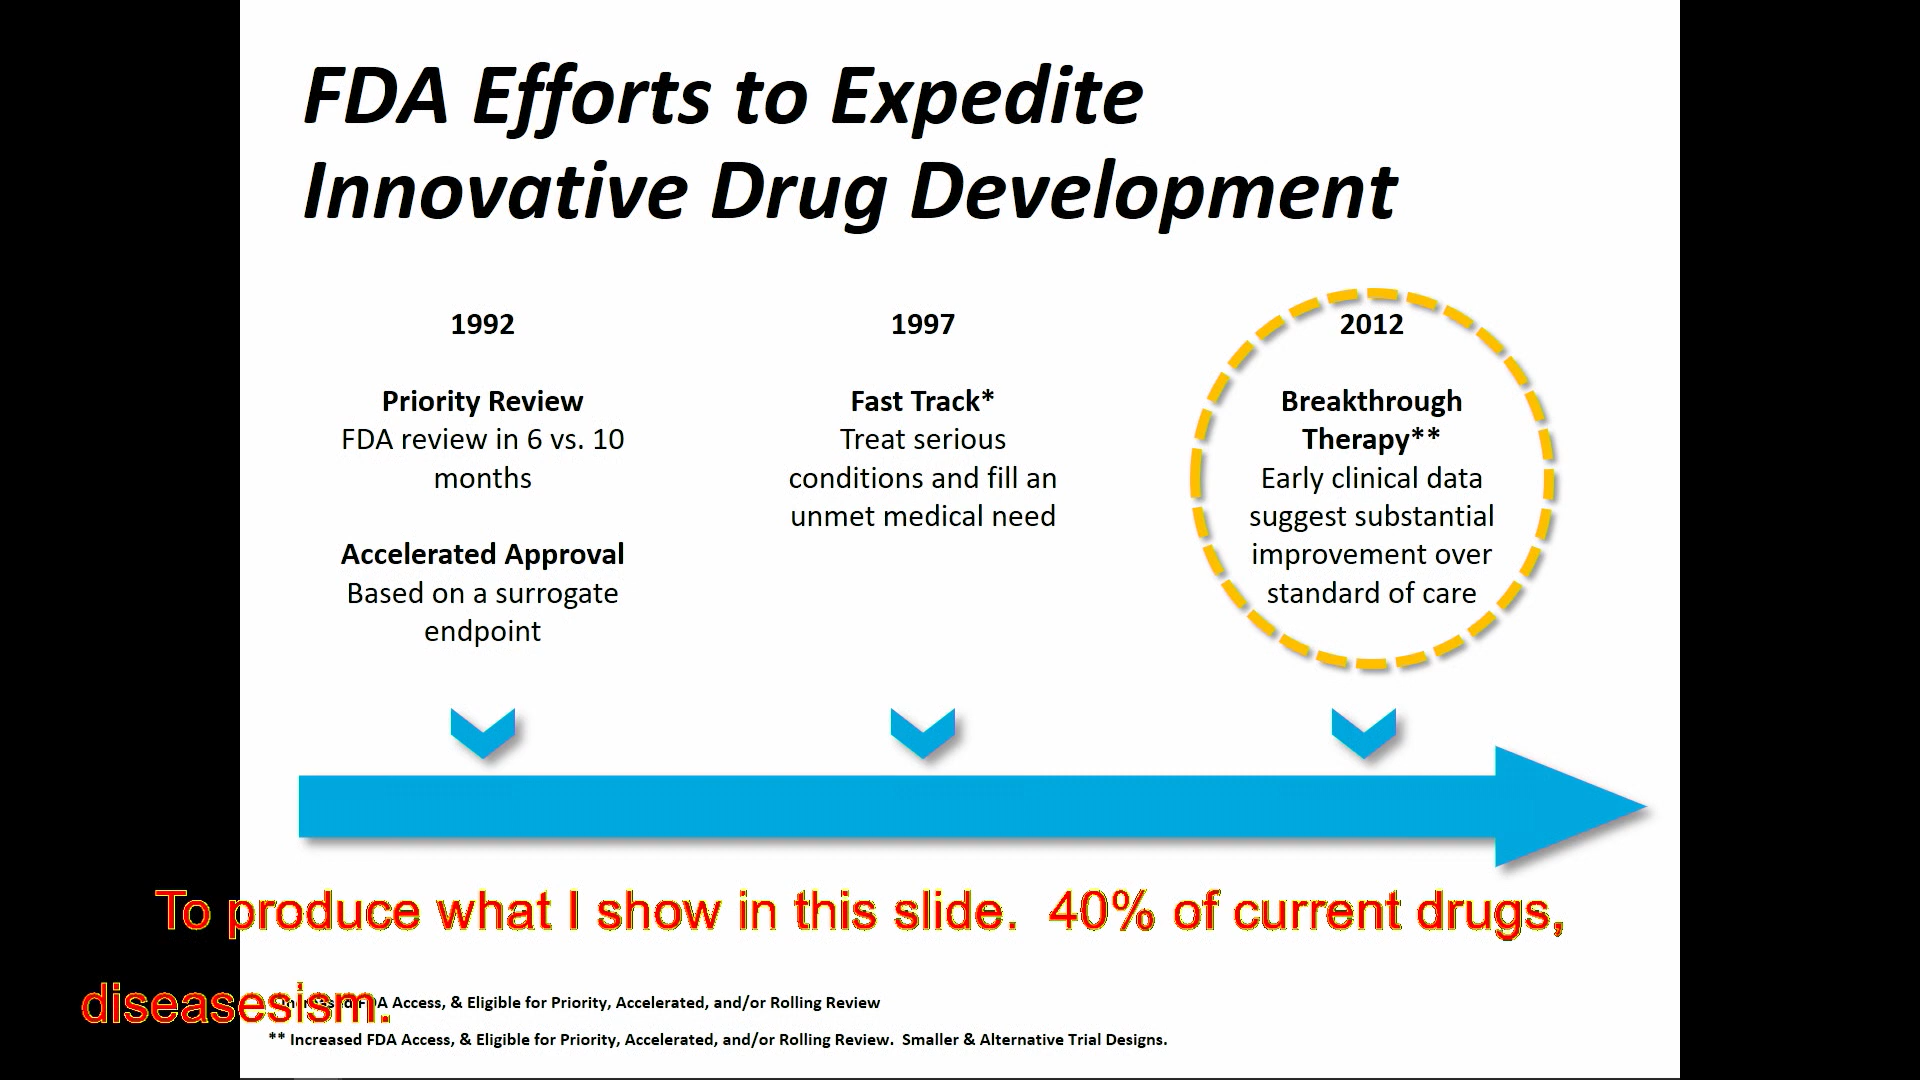 FDA Efforts to Expedite
Innovative Drug Development
1992
Priority Review
FDA review in 6 vs. 10
months
Accelerated Approval
Based on a surrogate
endpoint
1997
Fast Track*
Treat serious
conditions and fill an
unmet medical need
2012
Breakthrough
Therapy**
Early clinical data
suggest substantial
improvement over
standard of care
To produce what I show in this slide.  40% of current drugs,
diseasesism.
Access, & Eligible for Priority, Accelerated, and/or Rolling Review
** Increased FDA Access, & Eligible for Priority, Accelerated, and/or Rolling Review.  Smaller & Alternative Trial Designs.